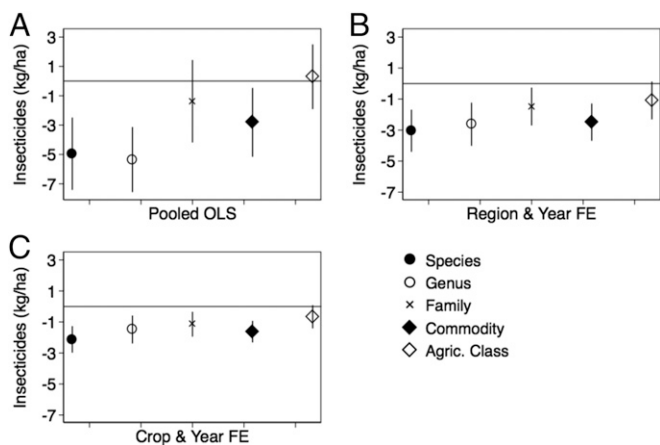 A
Insecticides (kg/ha)
3
1
-1
-3
-5
-7
Pooled OLS
B
Insecticides (kg/ha)
3
1
-1
-3
-5
-7
Region & Year FE
C
Insecticides (kg/ha)
3
1
-1
-3
-5
-7
Crop & Year FE
Species
Genus
Family
Commodity
Agric. Class